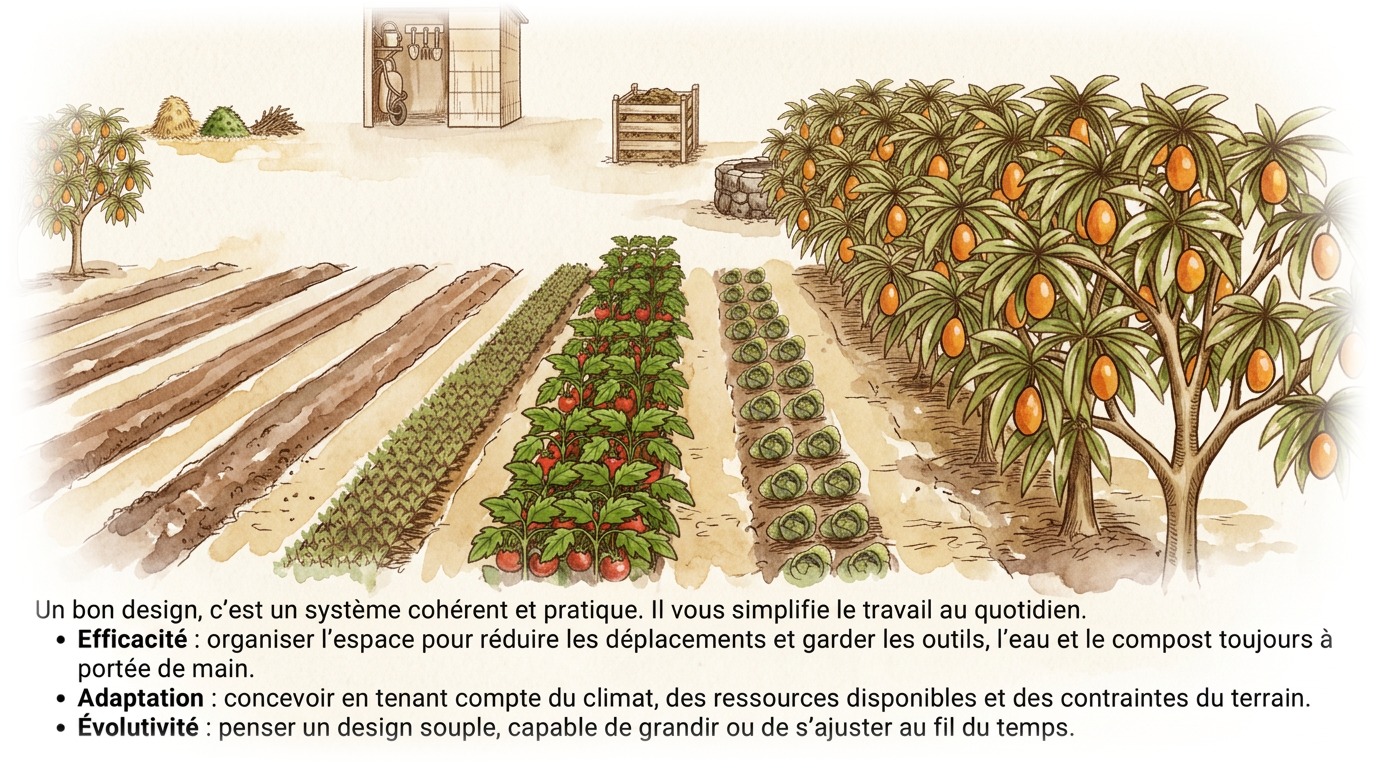 Un bon design, c’est un système cohérent et pratique. Il vous simplifie le travail au quotidien.
• Efficacité : organiser l’espace pour réduire les déplacements et garder les outils, l’eau et le compost toujours à
portée de main.
• Adaptation : concevoir en tenant compte du climat, des ressources disponibles et des contraintes du terrain.
• Évolutivité : penser un design souple, capable de grandir ou de s’ajuster au fil du temps.